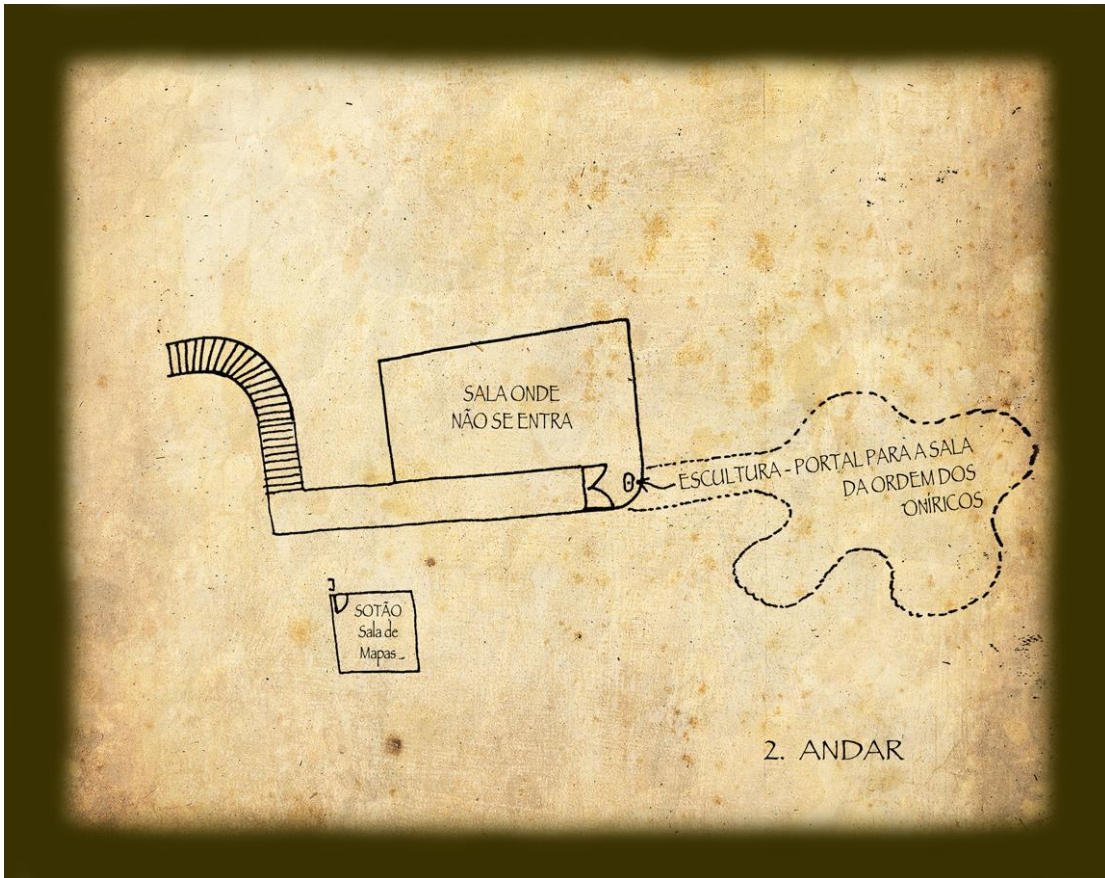 SALA ONDE
NÃO SE ENTRA
ESCULTURA - PORTAL PARA A SALA
DA ORDEM DOS
ONÍRICOS
SOTÃO
Sala de
Mapas
2. ANDAR